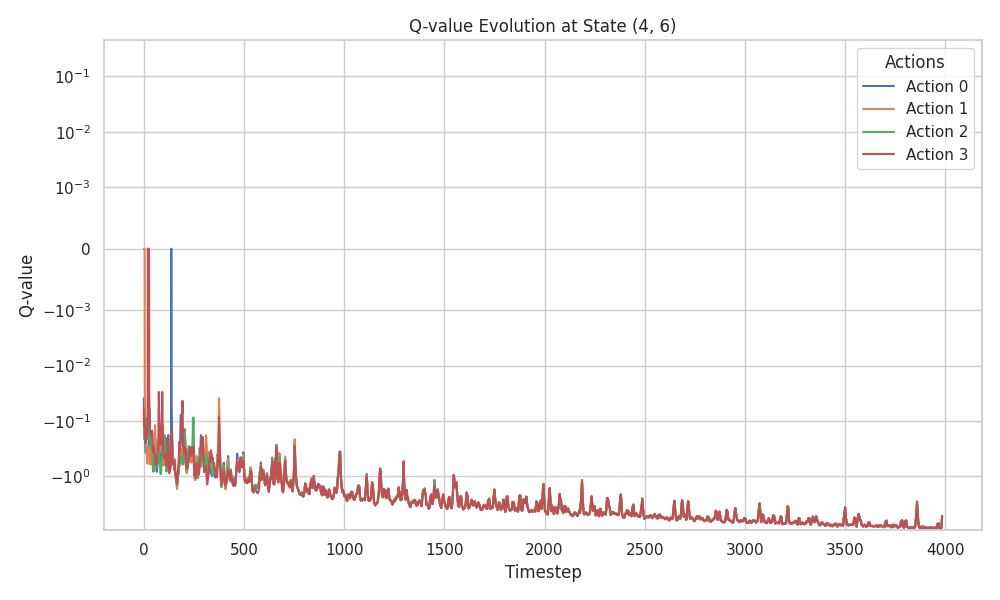 Q-value Evolution at State (4, 6)
Actions
Action 0
Action 1
Action 2
Action 3
Q-value
10⁻¹
10⁻²
10⁻³
0
−10⁻³
−10⁻²
−10⁻¹
−10⁰
0 500 1000 1500 2000 2500 3000 3500 4000
Timestep